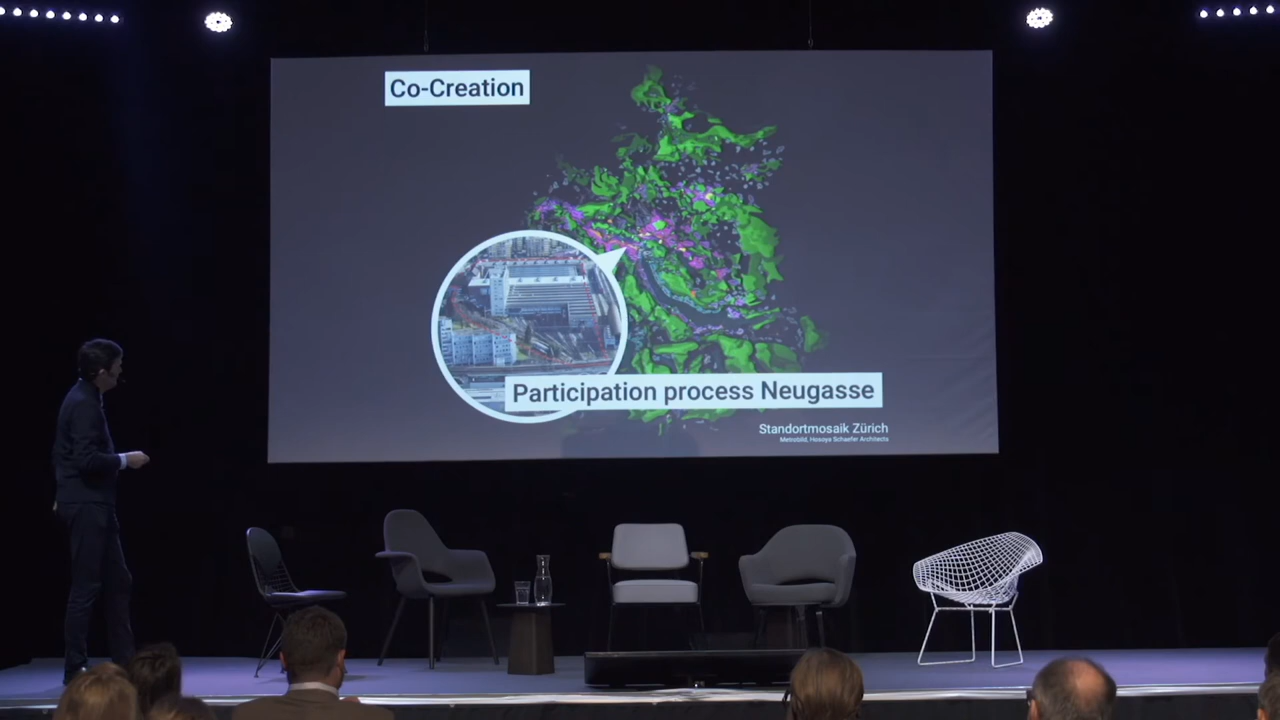 Co-Creation
Participation process Neugasse
Standortmosaik Zürich
Metrobild, Hosoya Schaefer Architects